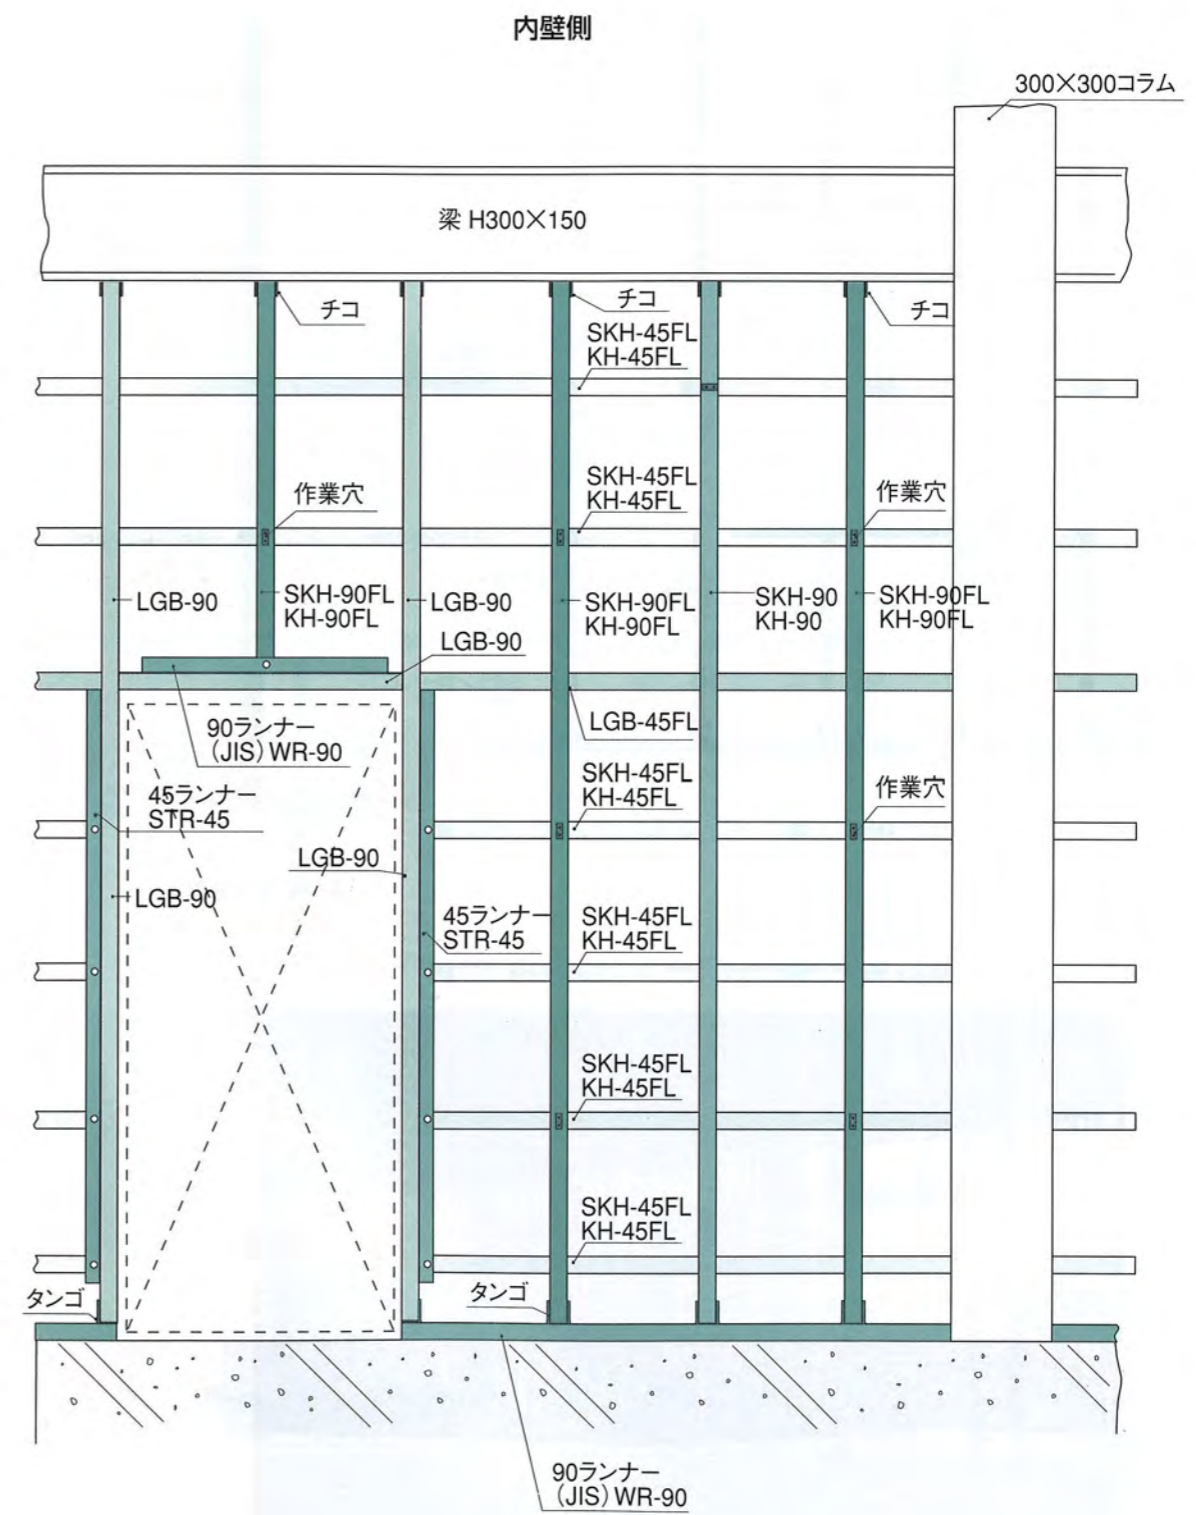 内壁側
300×300コラム
梁 H300×150
チコ
チコ
チコ
SKH-45FL
KH-45FL
SKH-45FL
KH-45FL
作業穴
作業穴
LGB-90
SKH-90FL
KH-90FL
LGB-90
SKH-90FL
KH-90FL
SKH-90
KH-90
SKH-90FL
KH-90FL
LGB-90
90ランナー
(JIS)WR-90
LGB-45FL
SKH-45FL
KH-45FL
作業穴
45ランナー
STR-45
LGB-90
LGB-90
45ランナー
STR-45
SKH-45FL
KH-45FL
SKH-45FL
KH-45FL
SKH-45FL
KH-45FL
タンゴ
タンゴ
90ランナー
(JIS)WR-90